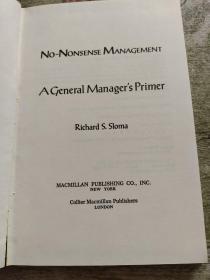 NO-NONSENSE MANAGEMENT
A General Manager's Primer
Richard S. Sloma
MACMILLAN PUBLISHING CO., INC.
NEW YORK
Collier Macmillan Publishers
LONDON